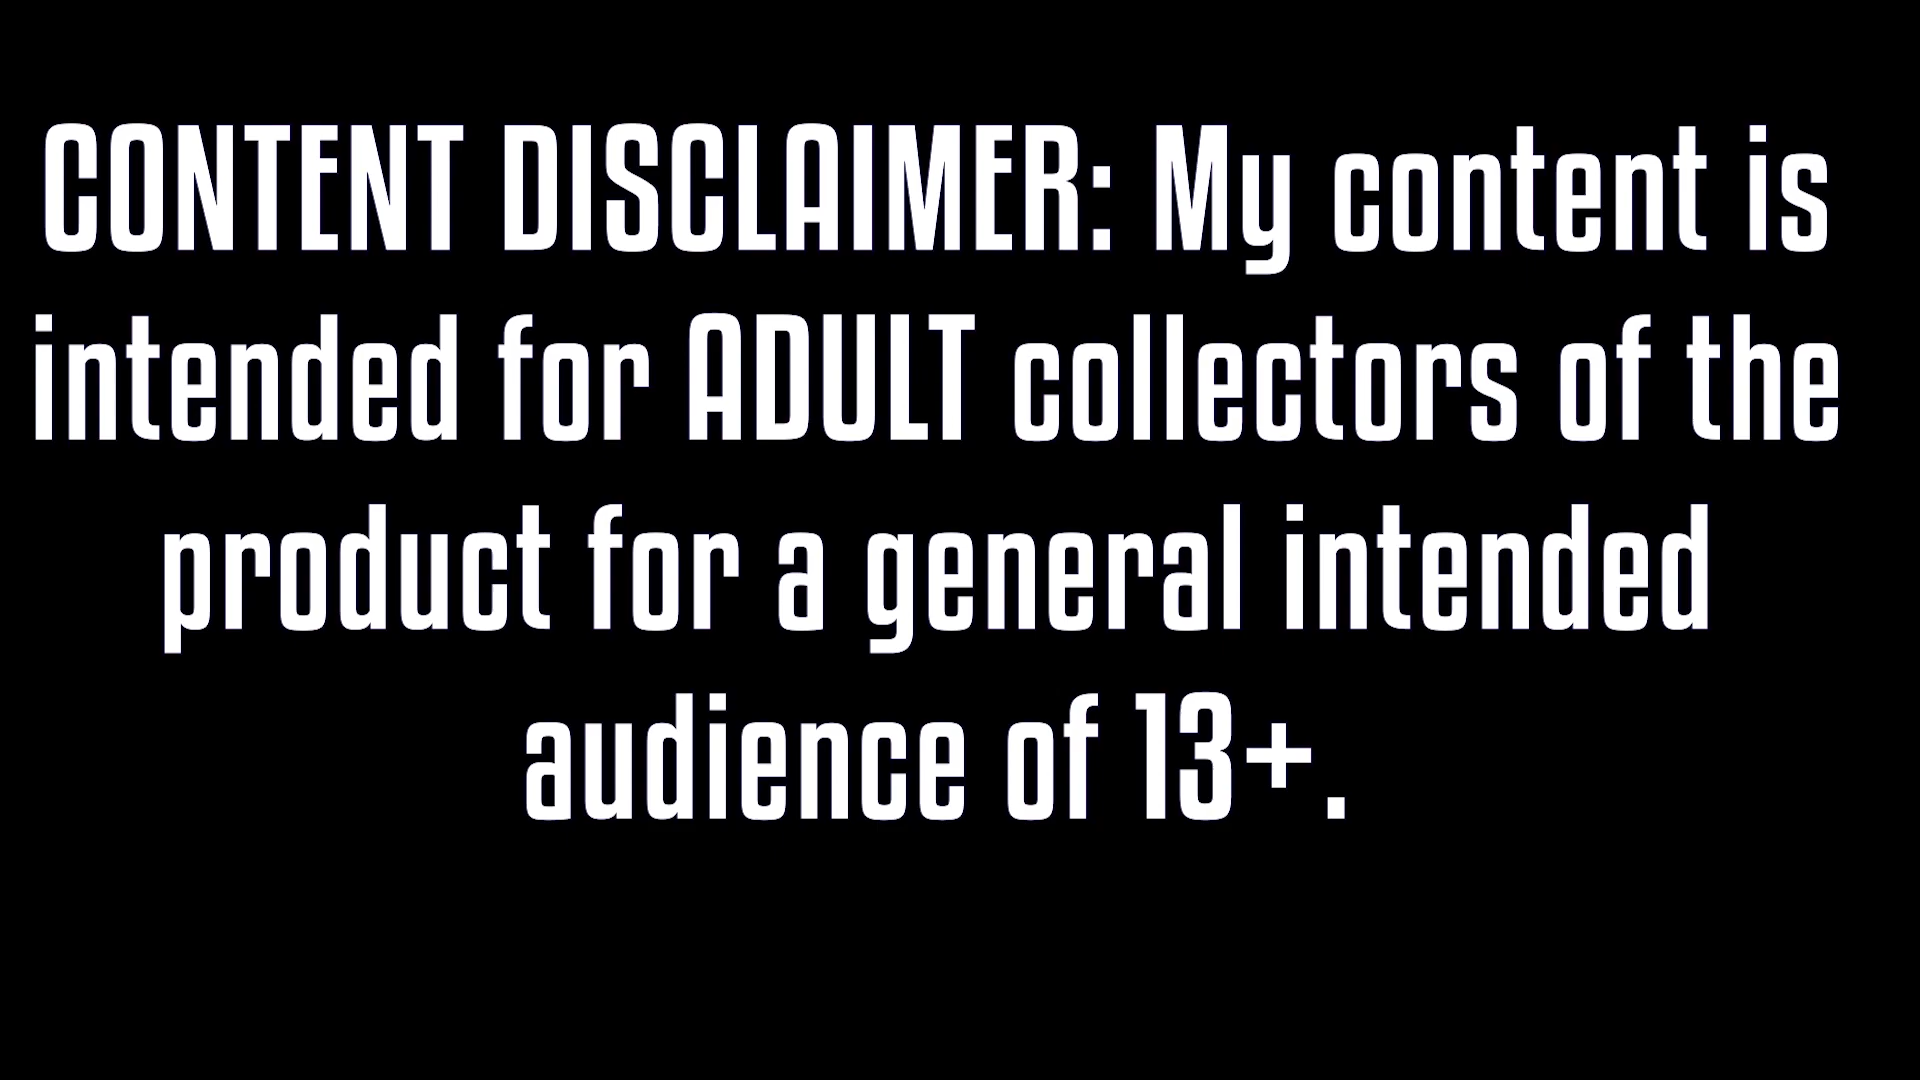 CONTENT DISCLAIMER: My content is
intended for ADULT collectors of the
product for a general intended
audience of 13+.